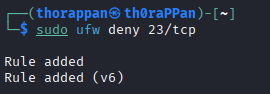 ┌──(thorappan㉿th0raPPan)-[~]
└─$ sudo ufw deny 23/tcp
Rule added
Rule added (v6)